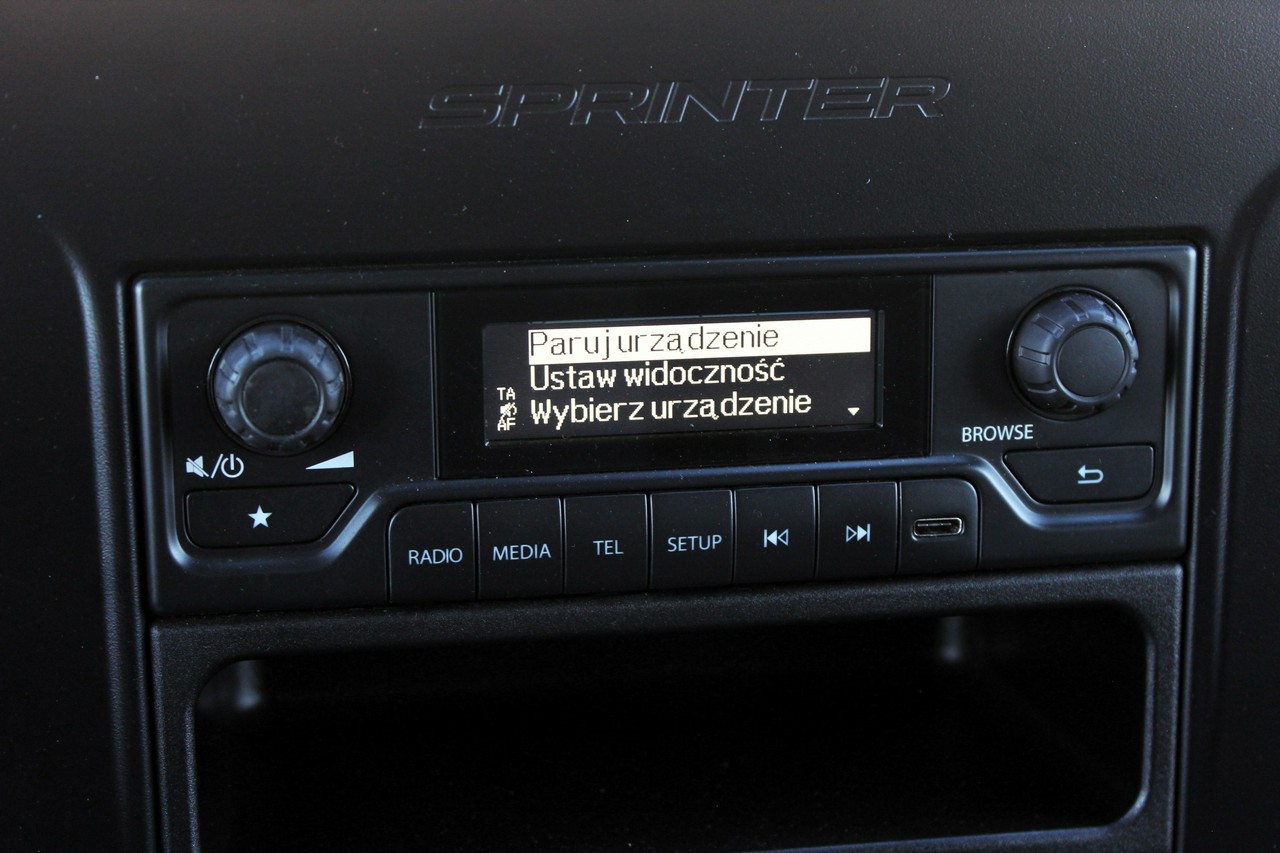 SPRINTER
Paruj urządzenie
Ustaw widoczność
Wybierz urządzenie
TA
AF
BROWSE
RADIO
MEDIA
TEL
SETUP